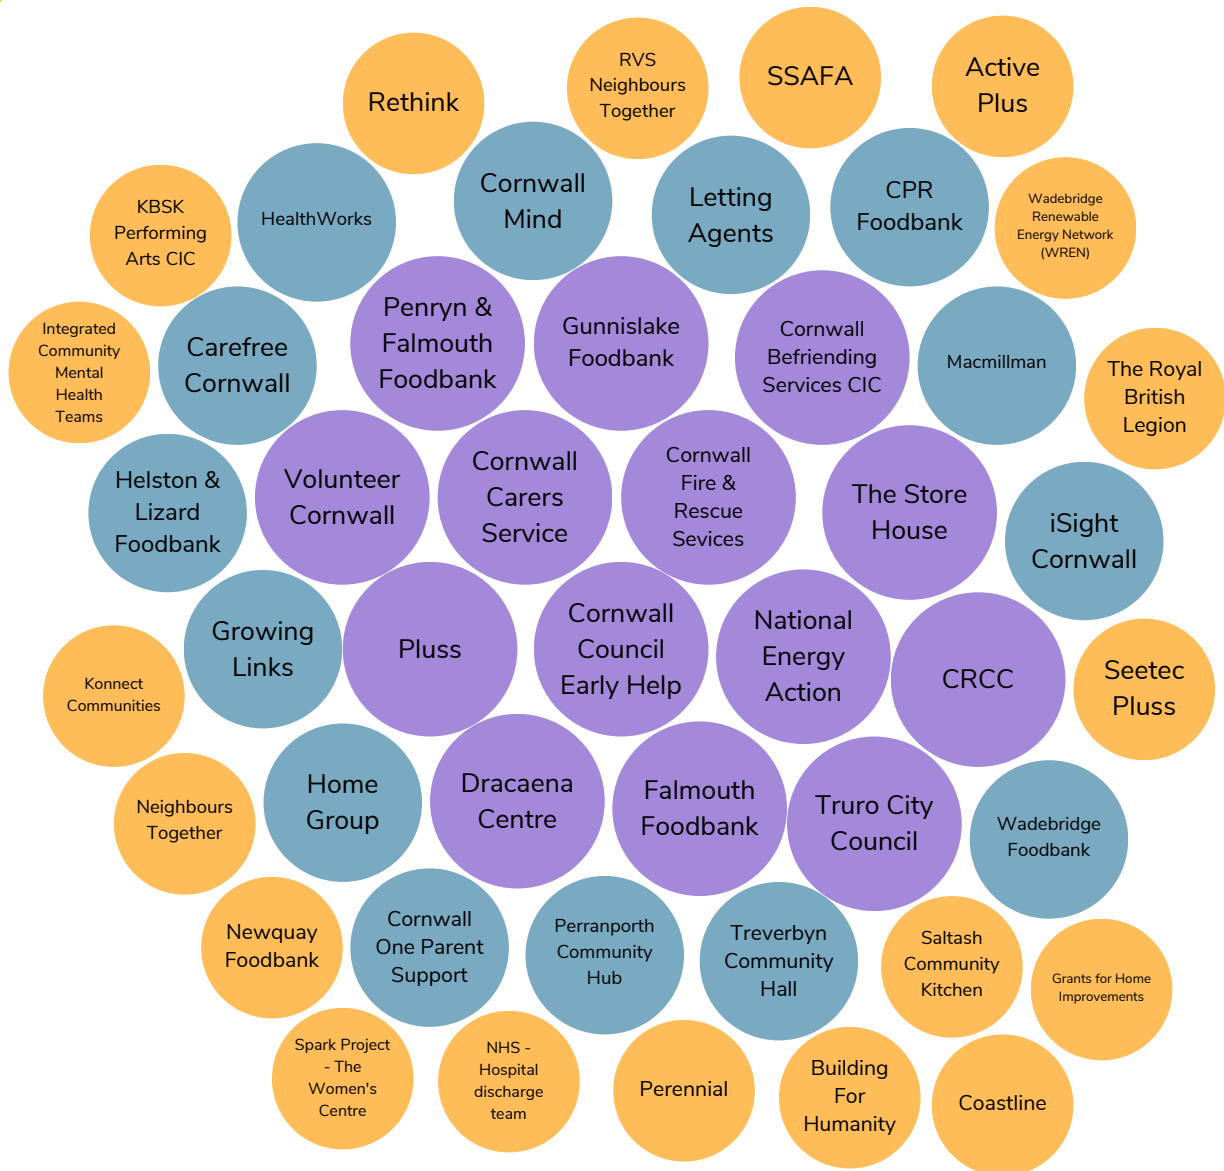 Rethink
RVS
Neighbours
Together
SSAFA
Active
Plus
KBSK
Performing
Arts CIC
HealthWorks
Cornwall
Mind
Letting
Agents
CPR
Foodbank
Wadebridge
Renewable
Energy Network
(WREN)
Integrated
Community
Mental
Health
Teams
Carefree
Cornwall
Penryn &
Falmouth
Foodbank
Gunnislake
Foodbank
Cornwall
Befriending
Services CIC
Macmillman
The Royal
British
Legion
Helston &
Lizard
Foodbank
Volunteer
Cornwall
Cornwall
Carers
Service
Cornwall
Fire &
Rescue
Sevices
The Store
House
iSight
Cornwall
Growing
Links
Pluss
Cornwall
Council
Early Help
National
Energy
Action
CRCC
Seetec
Pluss
Konnect
Communities
Neighbours
Together
Home
Group
Dracaena
Centre
Falmouth
Foodbank
Truro City
Council
Wadebridge
Foodbank
Newquay
Foodbank
Cornwall
One Parent
Support
Perranporth
Community
Hub
Treverbyn
Community
Hall
Saltash
Community
Kitchen
Grants for Home
Improvements
Spark Project
- The
Women's
Centre
NHS -
Hospital
discharge
team
Perennial
Building
For
Humanity
Coastline